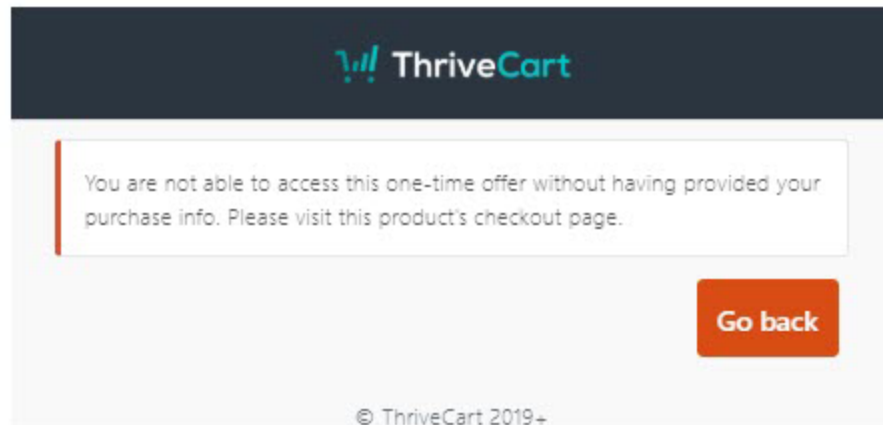 ThriveCart
You are not able to access this one-time offer without having provided your
purchase info. Please visit this product's checkout page.
Go back
© ThriveCart 2019+